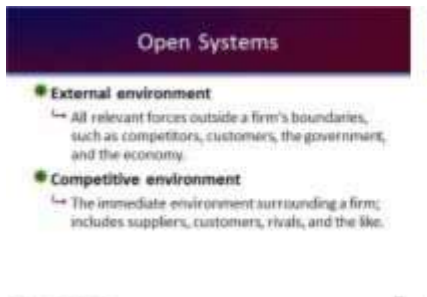 Open Systems
External environment
All relevant forces outside a firm's boundaries,
such as competitors, customers, the government,
and the economy.
Competitive environment
The immediate environment surrounding a firm;
includes suppliers, customers, rivals, and the like.